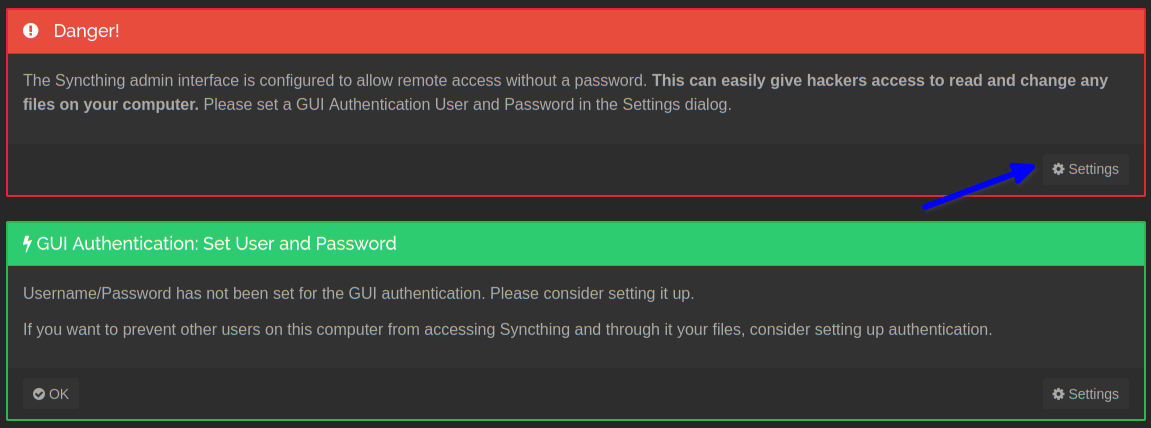 Danger!
The Syncthing admin interface is configured to allow remote access without a password. This can easily give hackers access to read and change any
files on your computer. Please set a GUI Authentication User and Password in the Settings dialog.
Settings
GUI Authentication: Set User and Password
Username/Password has not been set for the GUI authentication. Please consider setting it up.
If you want to prevent other users on this computer from accessing Syncthing and through it your files, consider setting up authentication.
OK
Settings